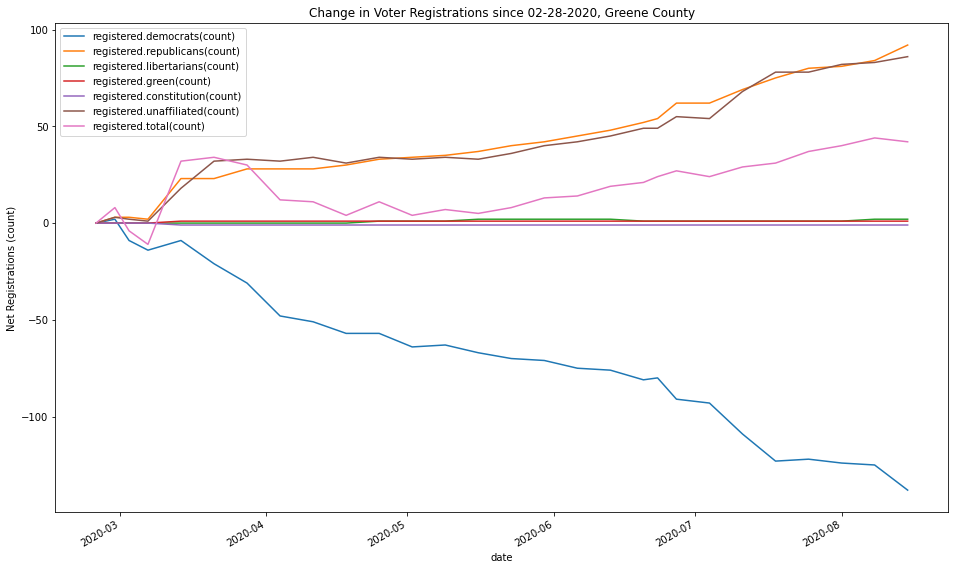 Change in Voter Registrations since 02-28-2020, Greene County
registered.democrats(count)
registered.republicans(count)
registered.libertarians(count)
registered.green(count)
registered.constitution(count)
registered.unaffiliated(count)
registered.total(count)
Net Registrations (count)
100
50
0
−50
−100
2020-03
2020-04
2020-05
2020-06
2020-07
2020-08
date